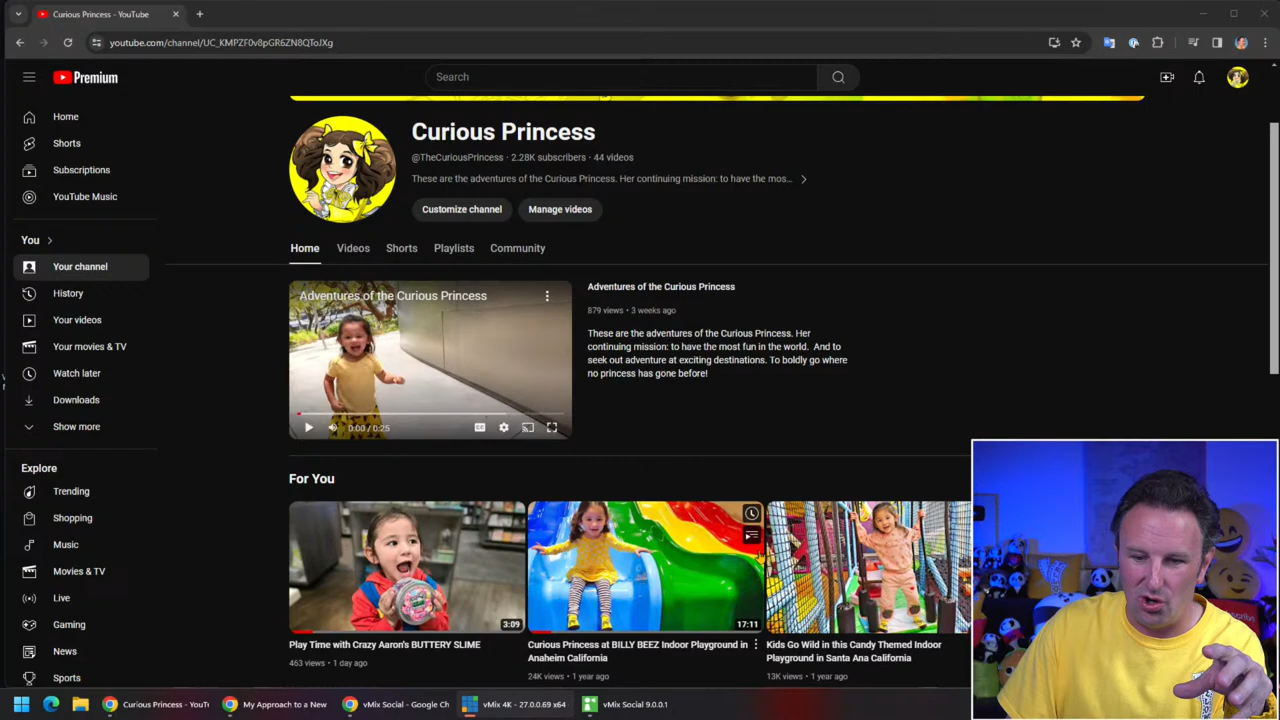 Curious Princess - YouTube
youtube.com/channel/UC_KMPZF0v8pGR6ZN8QToJXg
Premium
Search
Home
Shorts
Subscriptions
YouTube Music
You
Your channel
History
Your videos
Your movies & TV
Watch later
Downloads
Show more
Explore
Trending
Shopping
Music
Movies & TV
Live
Gaming
News
Sports
Curious Princess
@TheCuriousPrincess · 2.28K subscribers · 44 videos
These are the adventures of the Curious Princess. Her continuing mission: to have the mos...
Customize channel
Manage videos
Home Videos Shorts Playlists Community
Adventures of the Curious Princess
0:00 / 0:25
CC
Adventures of the Curious Princess
879 views • 3 weeks ago
These are the adventures of the Curious Princess. Her
continuing mission: to have the most fun in the world. And to
seek out adventure at exciting destinations. To boldly go where
no princess has gone before!
For You
3:09
Play Time with Crazy Aaron's BUTTERY SLIME
463 views • 1 day ago
17:11
Curious Princess at BILLY BEEZ Indoor Playground in
Anaheim California
24K views • 1 year ago
Kids Go Wild in this Candy Themed Indoor
Playground in Santa Ana California
13K views • 1 year ago
Curious Princess - YouT
My Approach to a New
vMix Social - Google Ch
vMix 4K - 27.0.0.69 x64
vMix Social 9.0.0.1